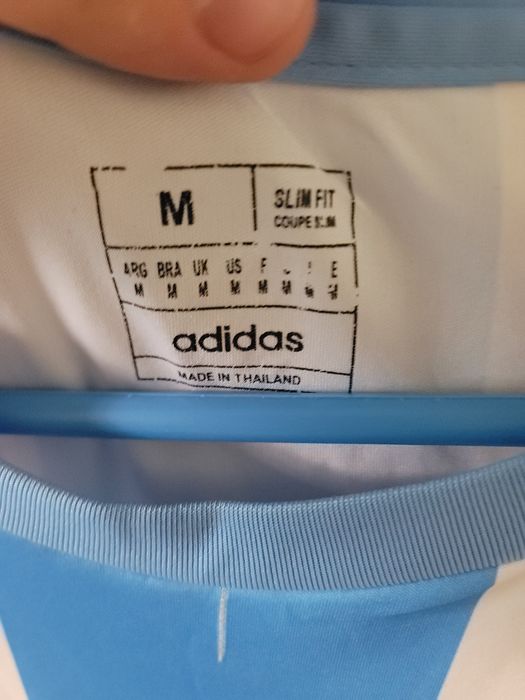 M
SLIM FIT
COUPE SLIM
ARG BRA UK US F E
M M M M M M M M
adidas
MADE IN THAILAND